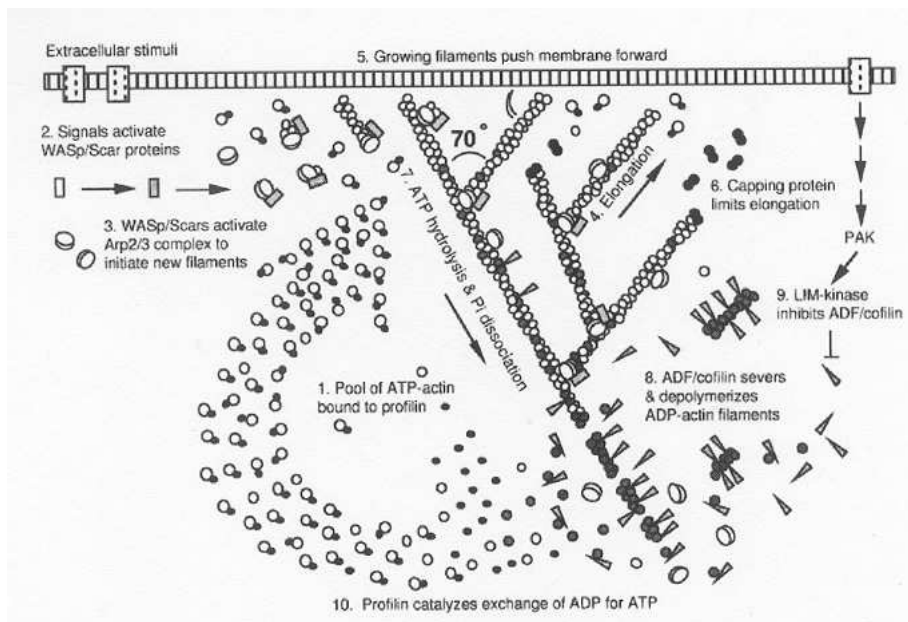 Extracellular stimuli
5. Growing filaments push membrane forward
2. Signals activate
WASp/Scar proteins
3. WASp/Scars activate
Arp2/3 complex to
initiate new filaments
70°
7. ATP hydrolysis & Pi dissociation
4. Elongation
6. Capping protein
limits elongation
PAK
9. LIM-kinase
inhibits ADF/cofilin
1. Pool of ATP-actin
bound to profilin
8. ADF/cofilin severs
& depolymerizes
ADP-actin filaments
10. Profilin catalyzes exchange of ADP for ATP